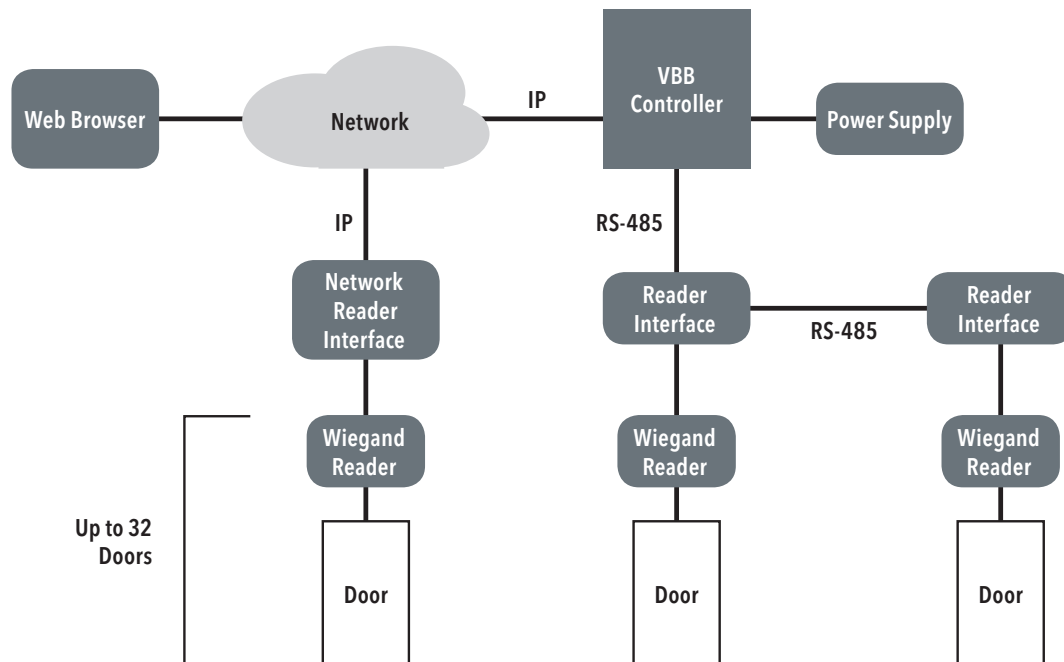 VBB
Controller
Web Browser
Network
IP
Power Supply
IP
RS-485
Network
Reader
Interface
Reader
Interface
RS-485
Reader
Interface
Wiegand
Reader
Wiegand
Reader
Wiegand
Reader
Up to 32
Doors
Door
Door
Door